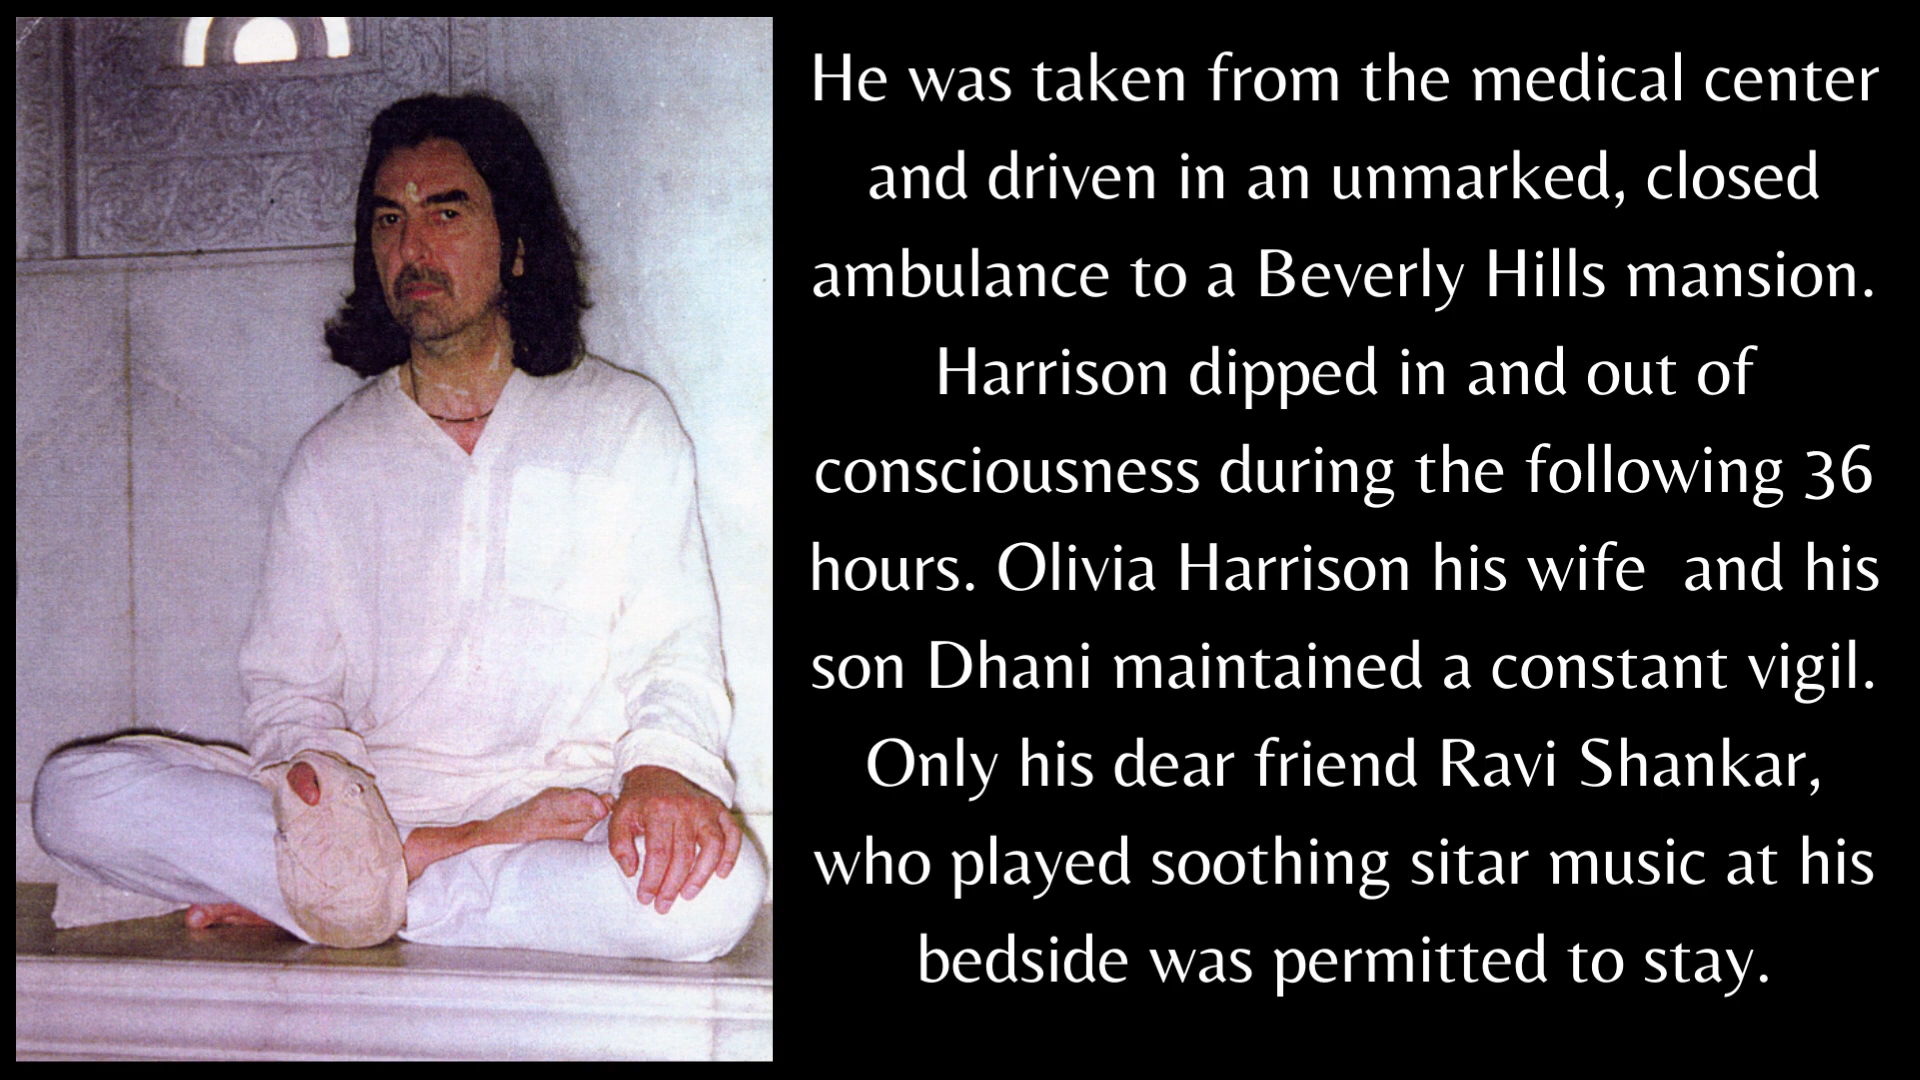 He was taken from the medical center
and driven in an unmarked, closed
ambulance to a Beverly Hills mansion.
Harrison dipped in and out of
consciousness during the following 36
hours. Olivia Harrison his wife  and his
son Dhani maintained a constant vigil.
Only his dear friend Ravi Shankar,
who played soothing sitar music at his
bedside was permitted to stay.